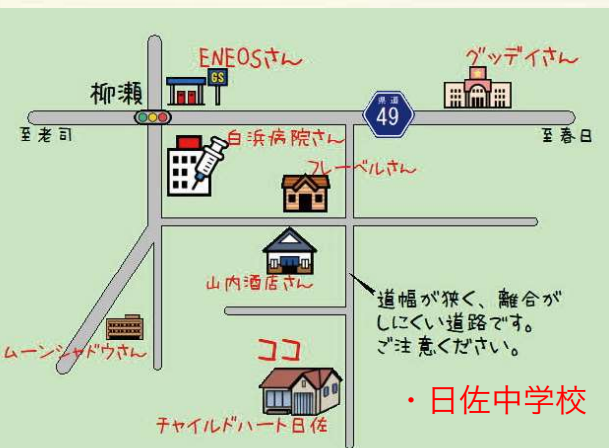 ENEOSさん
GS
グッデイさん
柳瀬
県道
49
至老司
至春日
白浜病院さん
フレーベルさん
山内酒店さん
道幅が狭く、離合が
しにくい道路です。
ご注意ください。
ムーンシャドウさん
ココ
・日佐中学校
チャイルドハート日佐